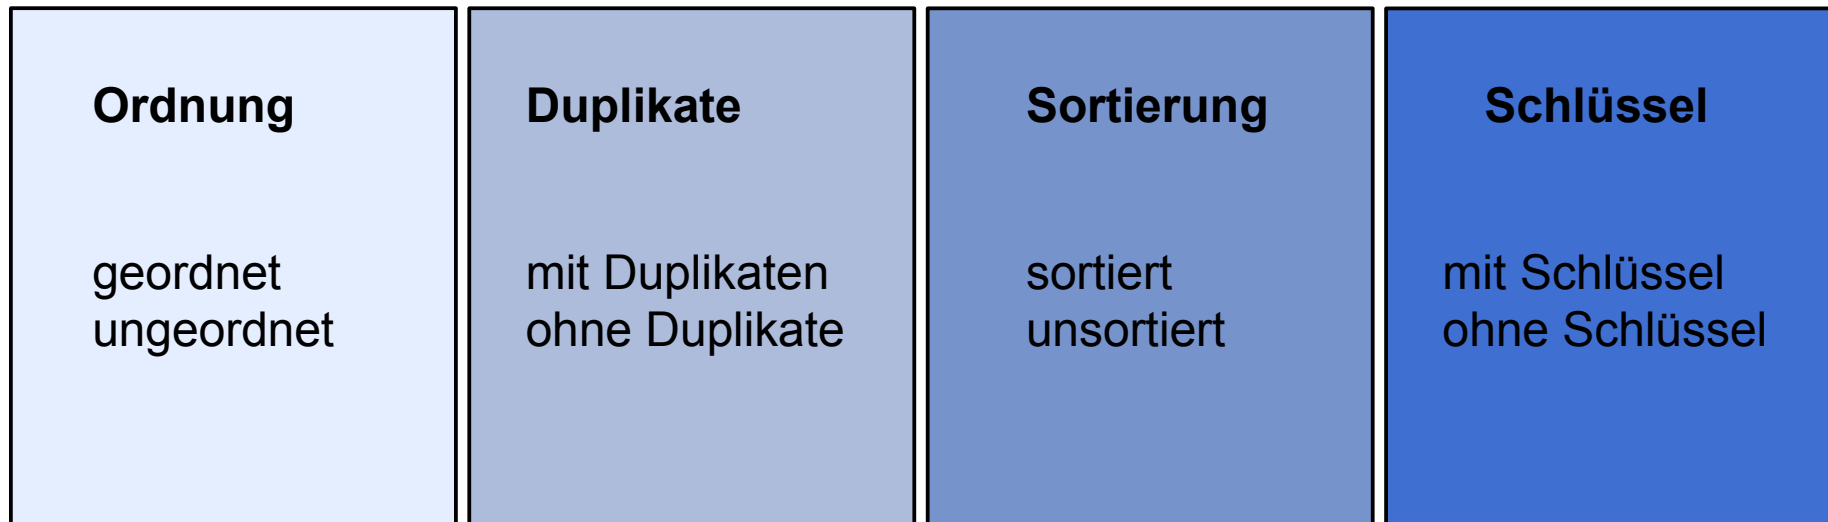 Ordnung
geordnet
ungeordnet
Duplikate
mit Duplikaten
ohne Duplikate
Sortierung
sortiert
unsortiert
Schlüssel
mit Schlüssel
ohne Schlüssel